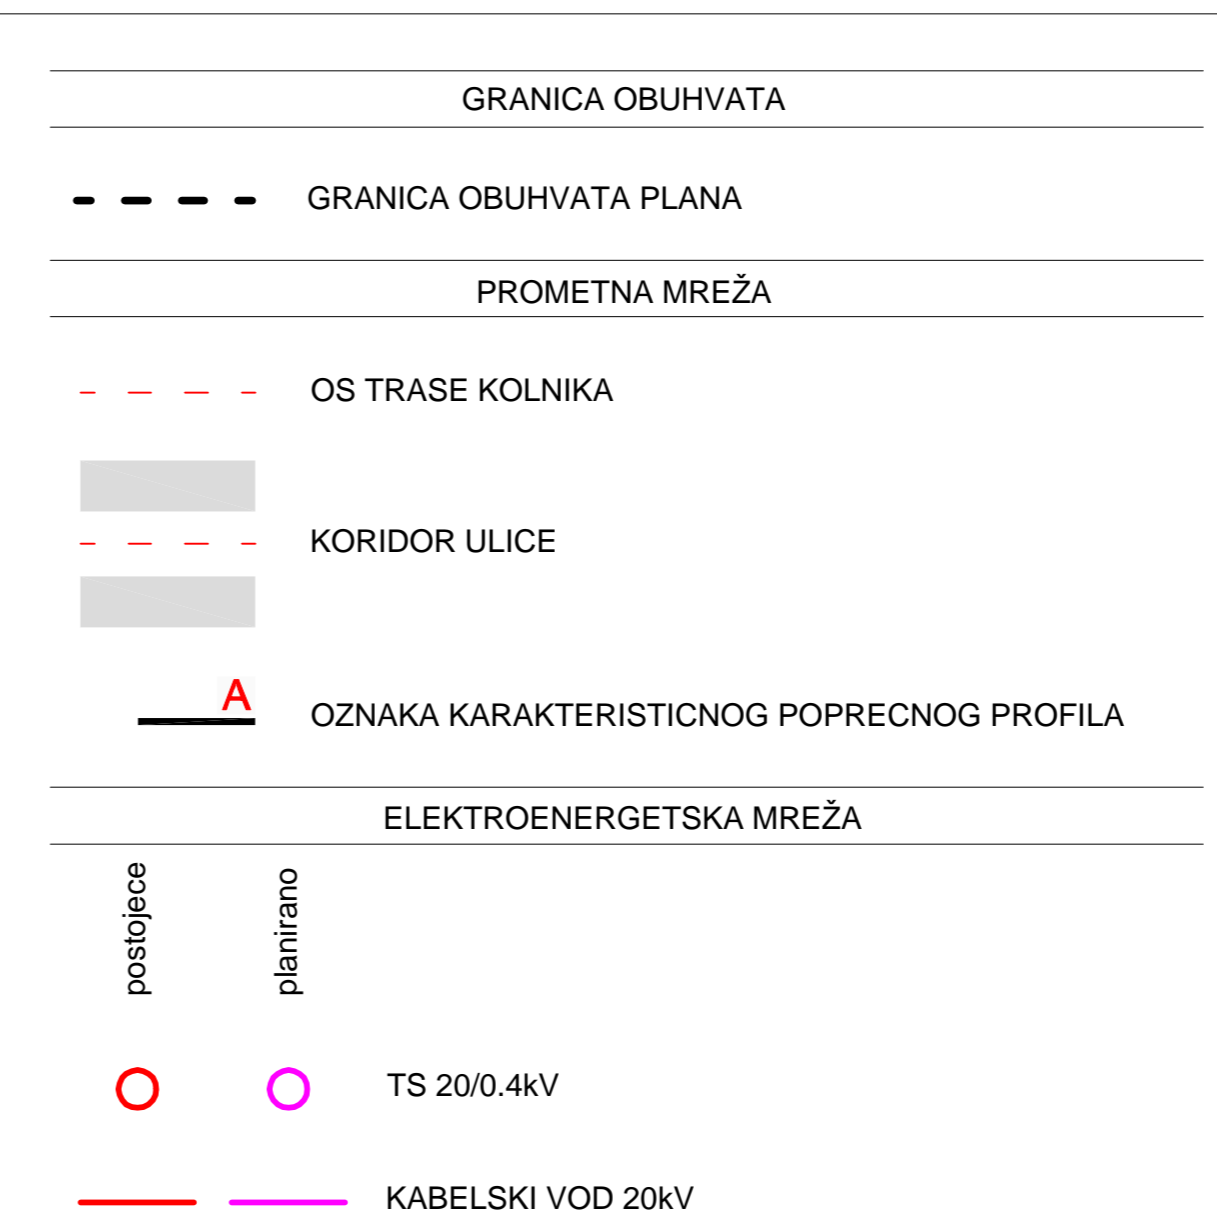 GRANICA OBUHVATA
GRANICA OBUHVATA PLANA
PROMETNA MREŽA
OS TRASE KOLNIKA
KORIDOR ULICE
A
OZNAKA KARAKTERISTICNOG POPRECNOG PROFILA
ELEKTROENERGETSKA MREŽA
postojece
planirano
TS 20/0.4kV
KABELSKI VOD 20kV